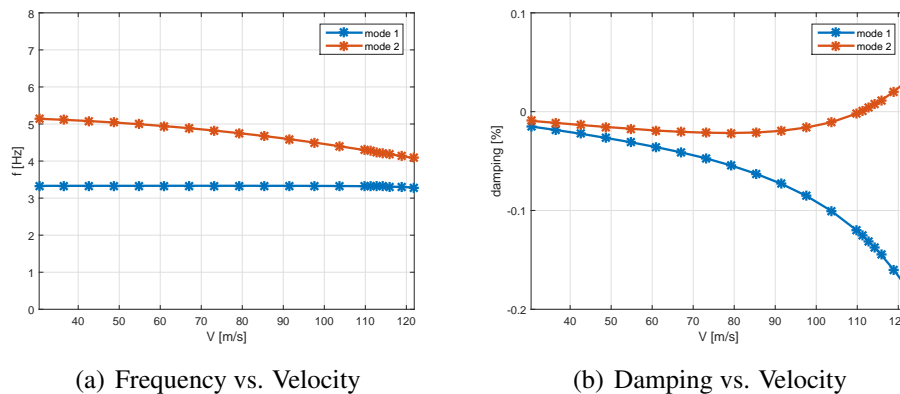 8
7
6
5
4
3
2
1
0
f [Hz]
40 50 60 70 80 90 100 110 120
V [m/s]
mode 1
mode 2
(a) Frequency vs. Velocity
0.1
0
-0.1
-0.2
damping [%]
40 50 60 70 80 90 100 110 120
V [m/s]
mode 1
mode 2
(b) Damping vs. Velocity